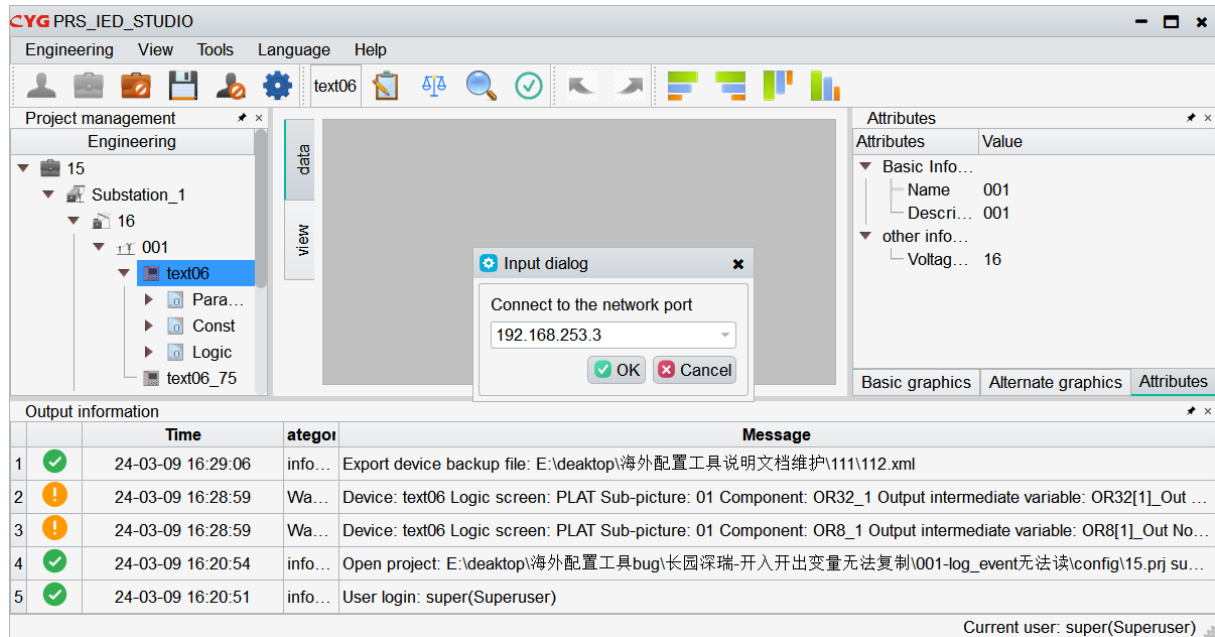 CYG PRS_IED_STUDIO
Engineering View Tools Language Help
text06
Project management
Engineering
15
Substation_1
16
001
text06
Para...
Const
Logic
text06_75
data
view
Input dialog
Connect to the network port
192.168.253.3
OK Cancel
Attributes
Attributes Value
Basic Info...
Name 001
Descri... 001
other info...
Voltag... 16
Basic graphics Alternate graphics Attributes
Output information
Time ategor Message
1 24-03-09 16:29:06 info... Export device backup file: E:\deaktop\海外配置工具说明文档维护\111\112.xml
2 24-03-09 16:28:59 Wa... Device: text06 Logic screen: PLAT Sub-picture: 01 Component: OR32_1 Output intermediate variable: OR32[1]_Out ...
3 24-03-09 16:28:59 Wa... Device: text06 Logic screen: PLAT Sub-picture: 01 Component: OR8_1 Output intermediate variable: OR8[1]_Out No...
4 24-03-09 16:20:54 info... Open project: E:\deaktop\海外配置工具bug\长园深瑞-开入开出变量无法复制\001-log_event无法读\config\15.prj su...
5 24-03-09 16:20:51 info... User login: super(Superuser)
Current user: super(Superuser)